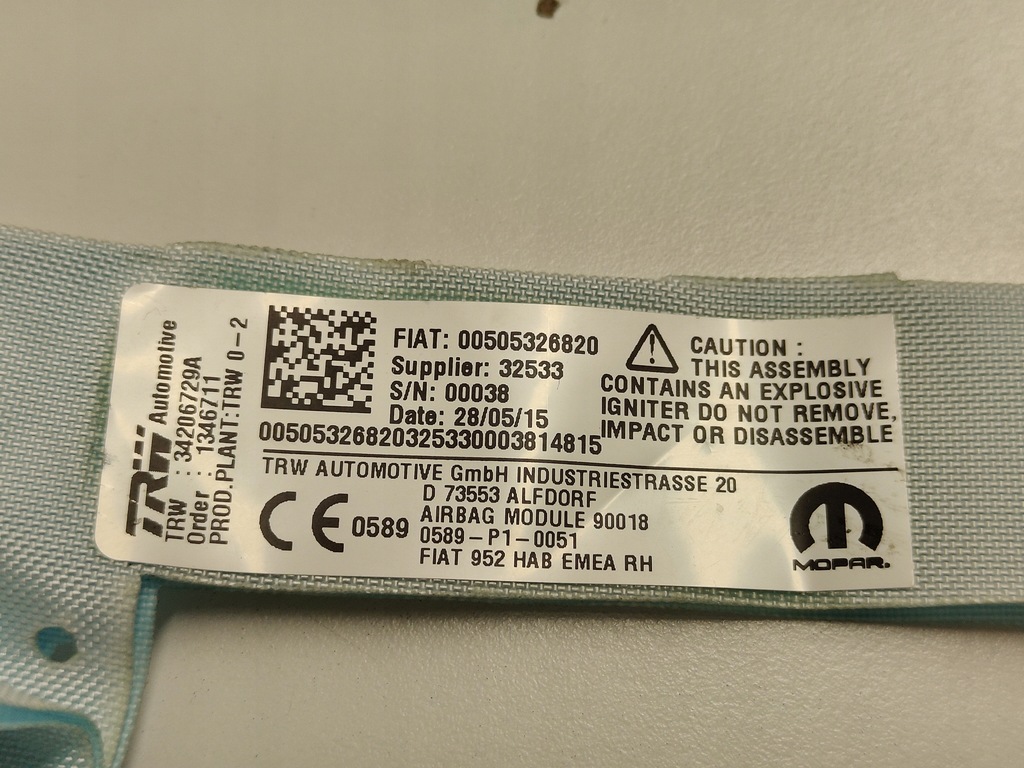 TRW Automotive
TRW : 34206729A
Order : 1346711
PROD.PLANT:TRW 0-2
FIAT: 00505326820
Supplier: 32533
S/N: 00038
Date: 28/05/15
00505326820325330003814815
CAUTION :
THIS ASSEMBLY
CONTAINS AN EXPLOSIVE
IGNITER DO NOT REMOVE,
IMPACT OR DISASSEMBLE
TRW AUTOMOTIVE GmbH INDUSTRIESTRASSE 20
D 73553 ALFDORF
AIRBAG MODULE 90018
0589-P1-0051
FIAT 952 HAB EMEA RH
CE 0589
MOPAR.